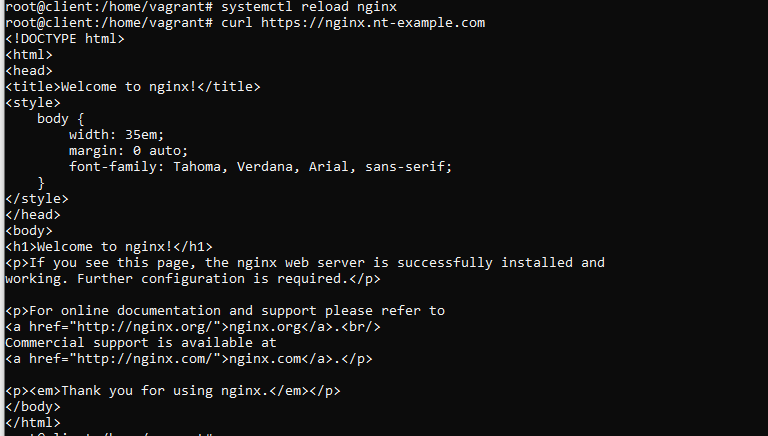 root@client:/home/vagrant# systemctl reload nginx
root@client:/home/vagrant# curl https://nginx.nt-example.com
<!DOCTYPE html>
<html>
<head>
<title>Welcome to nginx!</title>
<style>
    body {
        width: 35em;
        margin: 0 auto;
        font-family: Tahoma, Verdana, Arial, sans-serif;
    }
</style>
</head>
<body>
<h1>Welcome to nginx!</h1>
<p>If you see this page, the nginx web server is successfully installed and
working. Further configuration is required.</p>

<p>For online documentation and support please refer to
<a href="http://nginx.org/">nginx.org</a>.<br/>
Commercial support is available at
<a href="http://nginx.com/">nginx.com</a>.</p>

<p><em>Thank you for using nginx.</em></p>
</body>
</html>